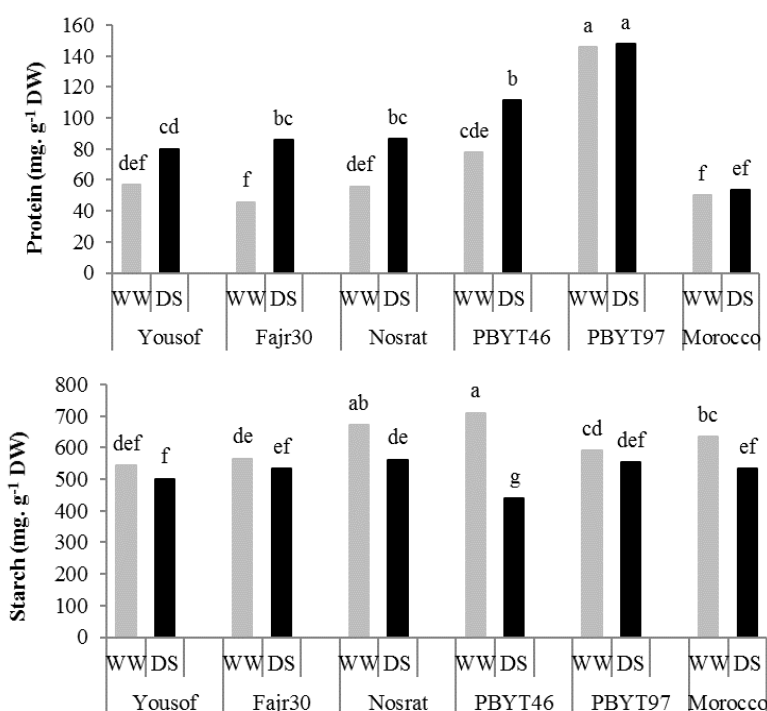 Protein (mg. g-1 DW)
160
140
120
100
80
60
40
20
0
def cd f bc def bc cde b a a f ef
WW DS WW DS WW DS WW DS WW DS WW DS
Yousof Fajr30 Nosrat PBYT46 PBYT97 Morocco
Starch (mg. g-1 DW)
800
700
600
500
400
300
200
100
0
def f de ef ab de a g cd def bc ef
WW DS WW DS WW DS WW DS WW DS WW DS
Yousof Fajr30 Nosrat PBYT46 PBYT97 Morocco